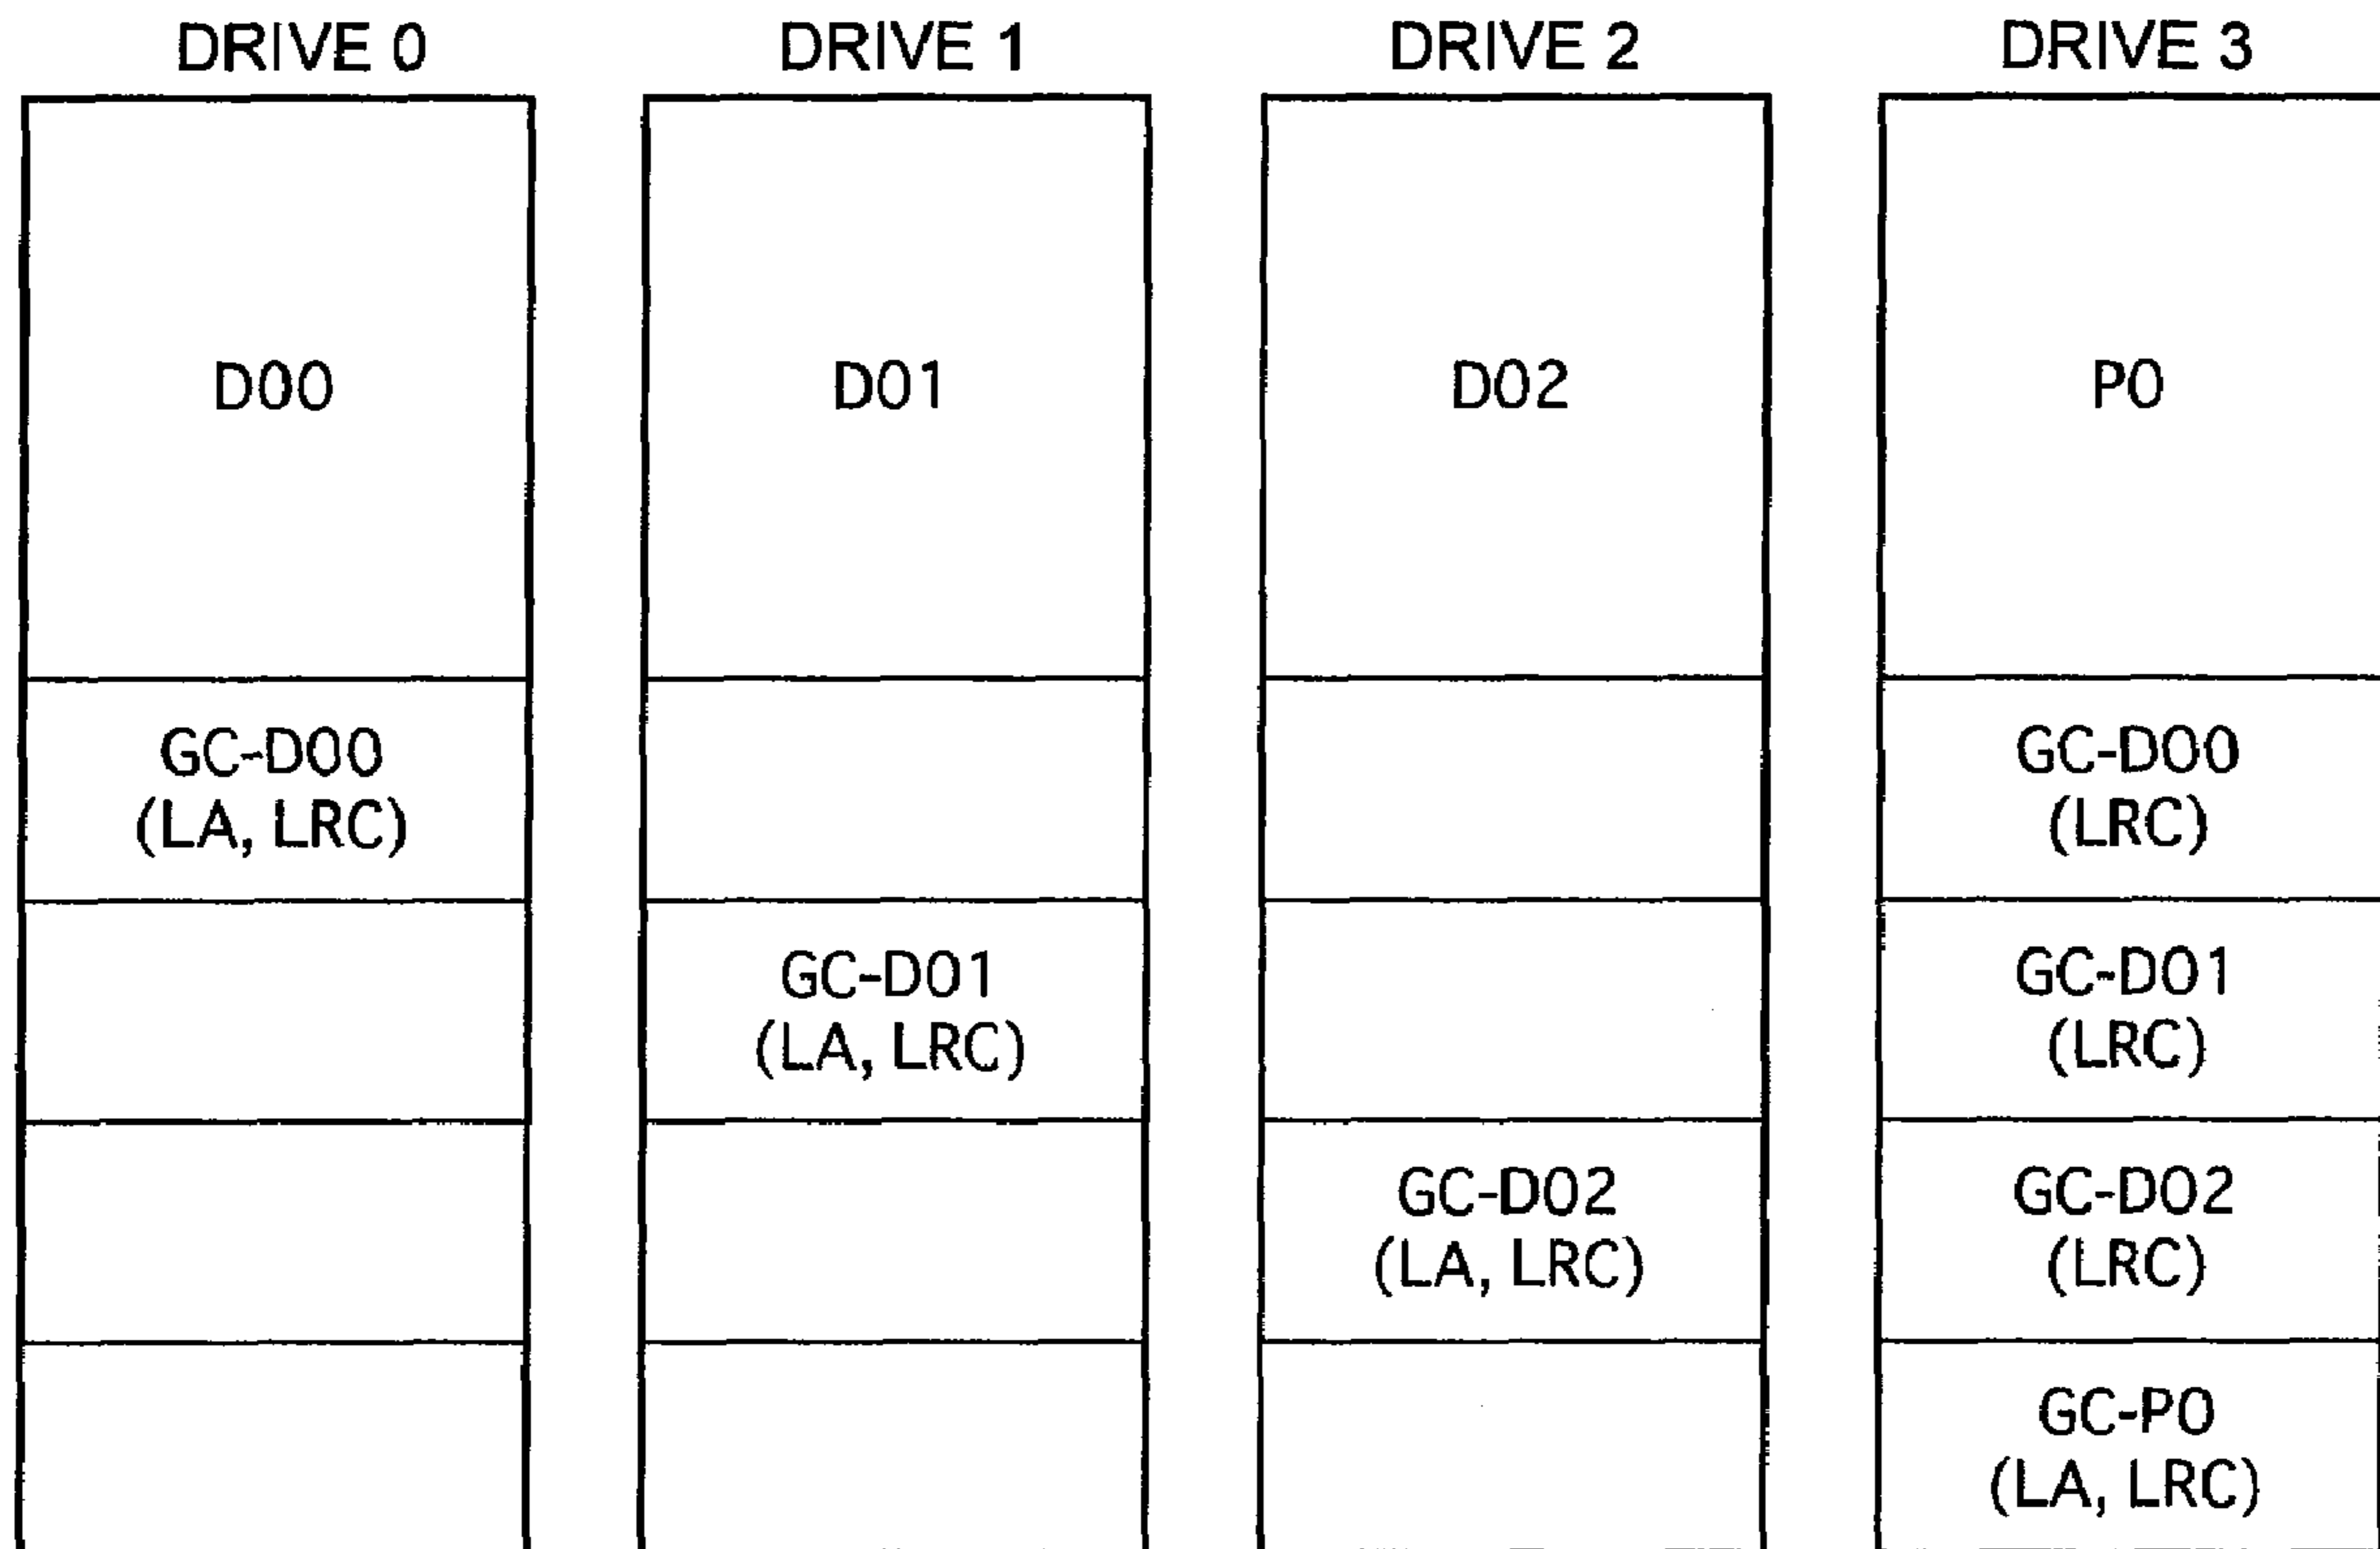 DRIVE 0 DRIVE 1 DRIVE 2 DRIVE 3
D00 D01 D02 P0
GC-D00 GC-D00
(LA, LRC) (LRC)
GC-D01 GC-D01
(LA, LRC) (LRC)
GC-D02 GC-D02
(LA, LRC) (LRC)
GC-P0
(LA, LRC)